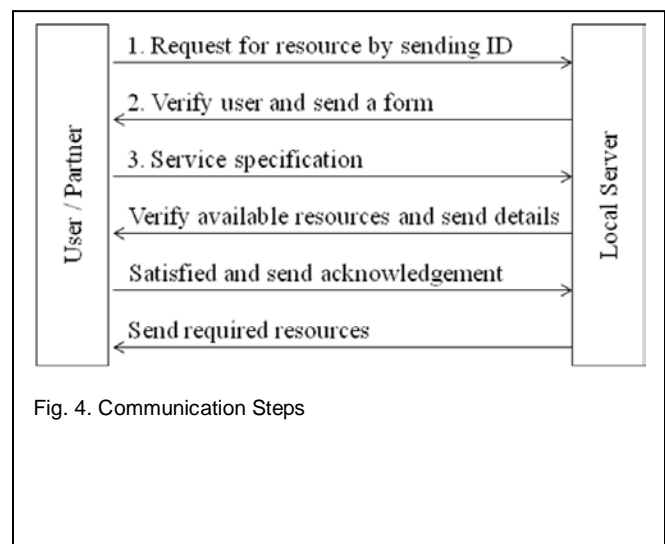 1. Request for resource by sending ID
2. Verify user and send a form
3. Service specification
Verify available resources and send details
Satisfied and send acknowledgement
Send required resources
User / Partner
Local Server
Fig. 4. Communication Steps